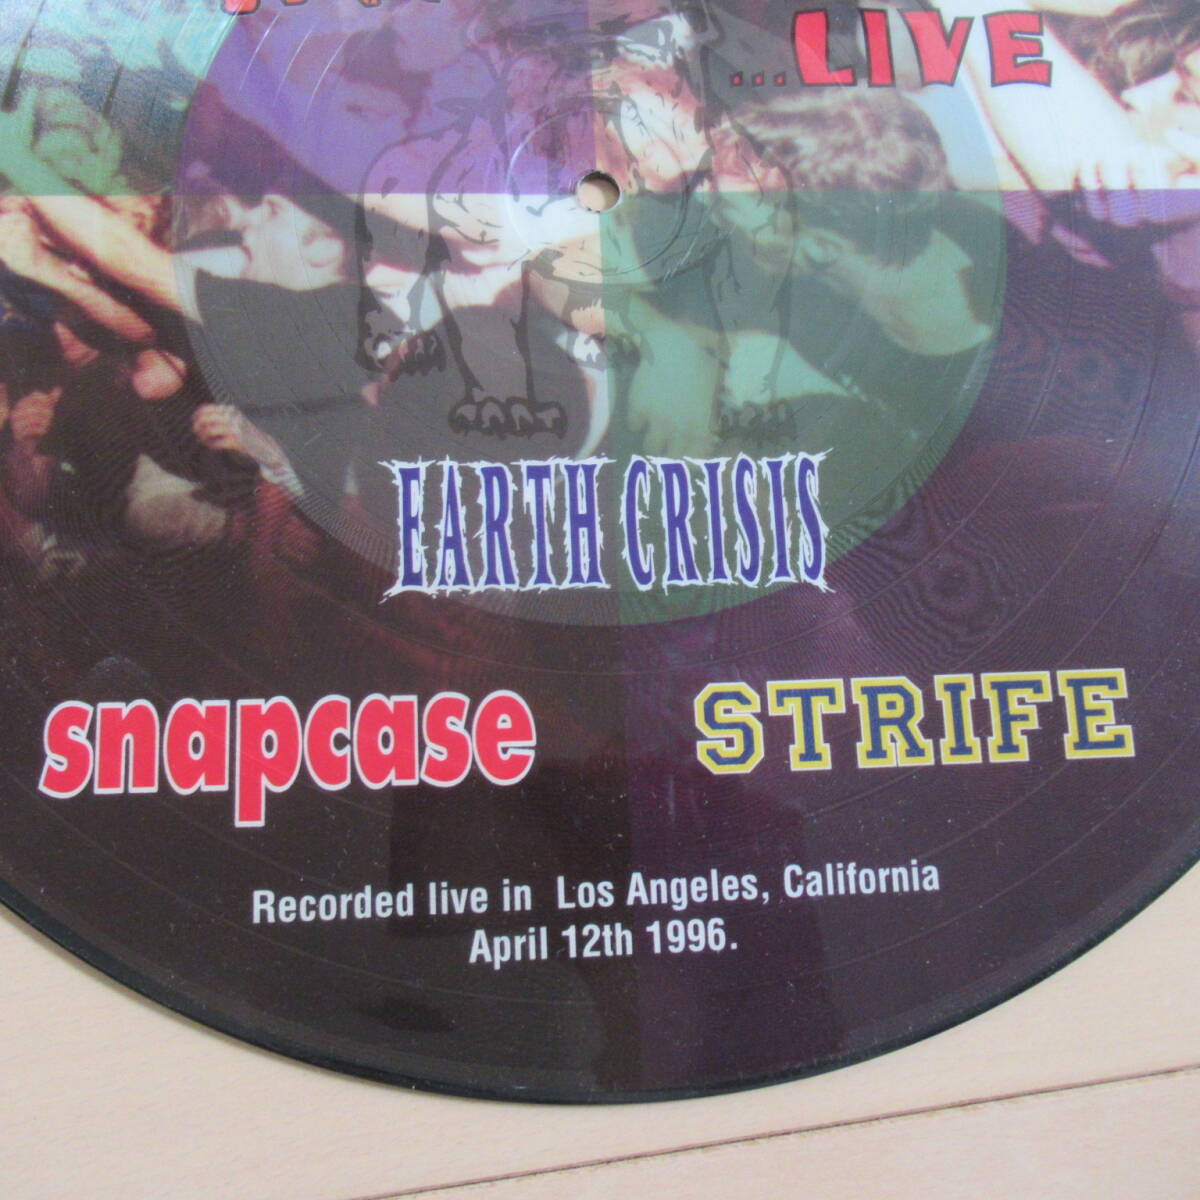 ...LIVE
EARTH CRISIS
snapcase STRIFE
Recorded live in Los Angeles, California
April 12th 1996.